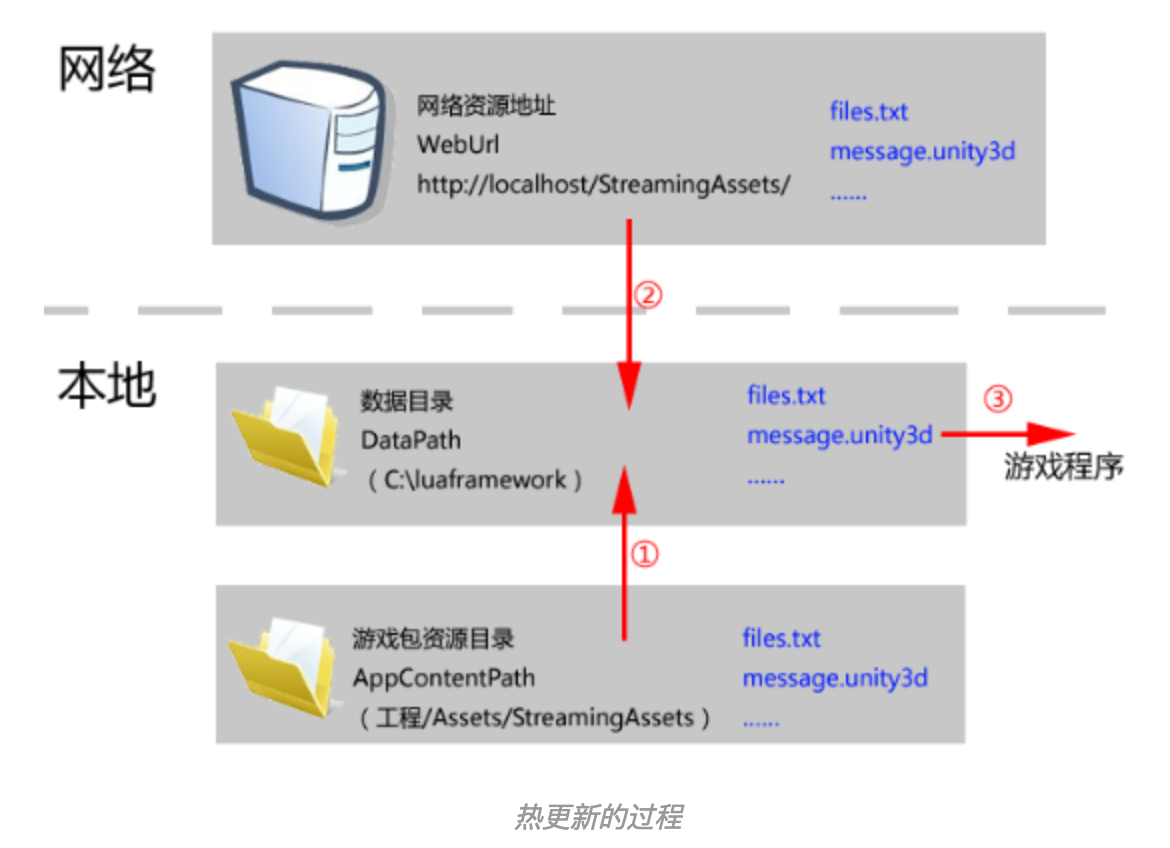 网络
网络资源地址
WebUrl
http://localhost/StreamingAssets/
files.txt
message.unity3d
......
②
本地
数据目录
DataPath
（C:\luaframework）
files.txt
message.unity3d
......
③
游戏程序
①
游戏包资源目录
AppContentPath
（工程/Assets/StreamingAssets）
files.txt
message.unity3d
......
热更新的过程